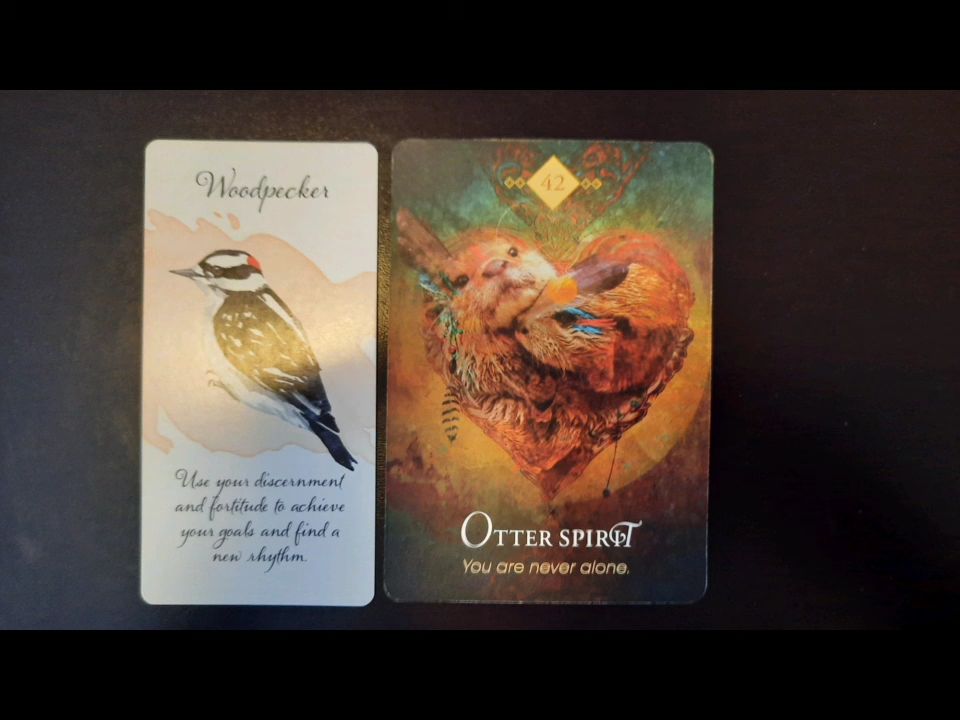 Woodpecker
Use your discernment
and fortitude to achieve
your goals and find a
new rhythm.
42
OTTER SPIRIT
You are never alone.